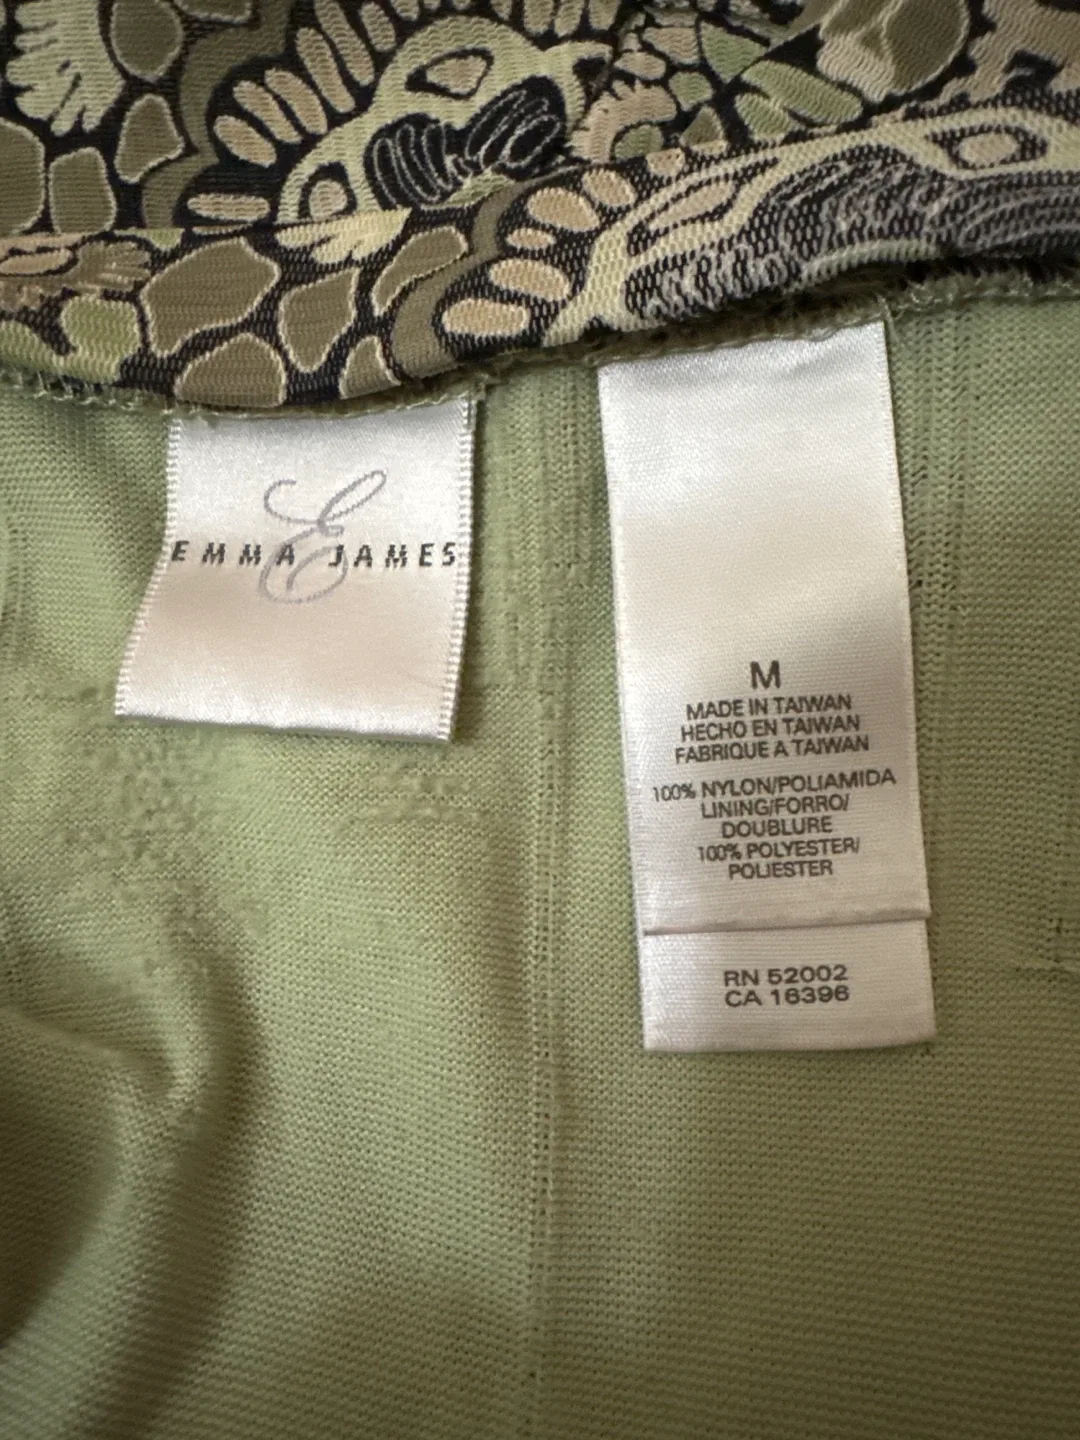 E
EMMA JAMES
M
MADE IN TAIWAN
HECHO EN TAIWAN
FABRIQUE A TAIWAN
100% NYLON/POLIAMIDA
LINING/FORRO/
DOUBLURE
100% POLYESTER/
POLIESTER
RN 52002
CA 16396